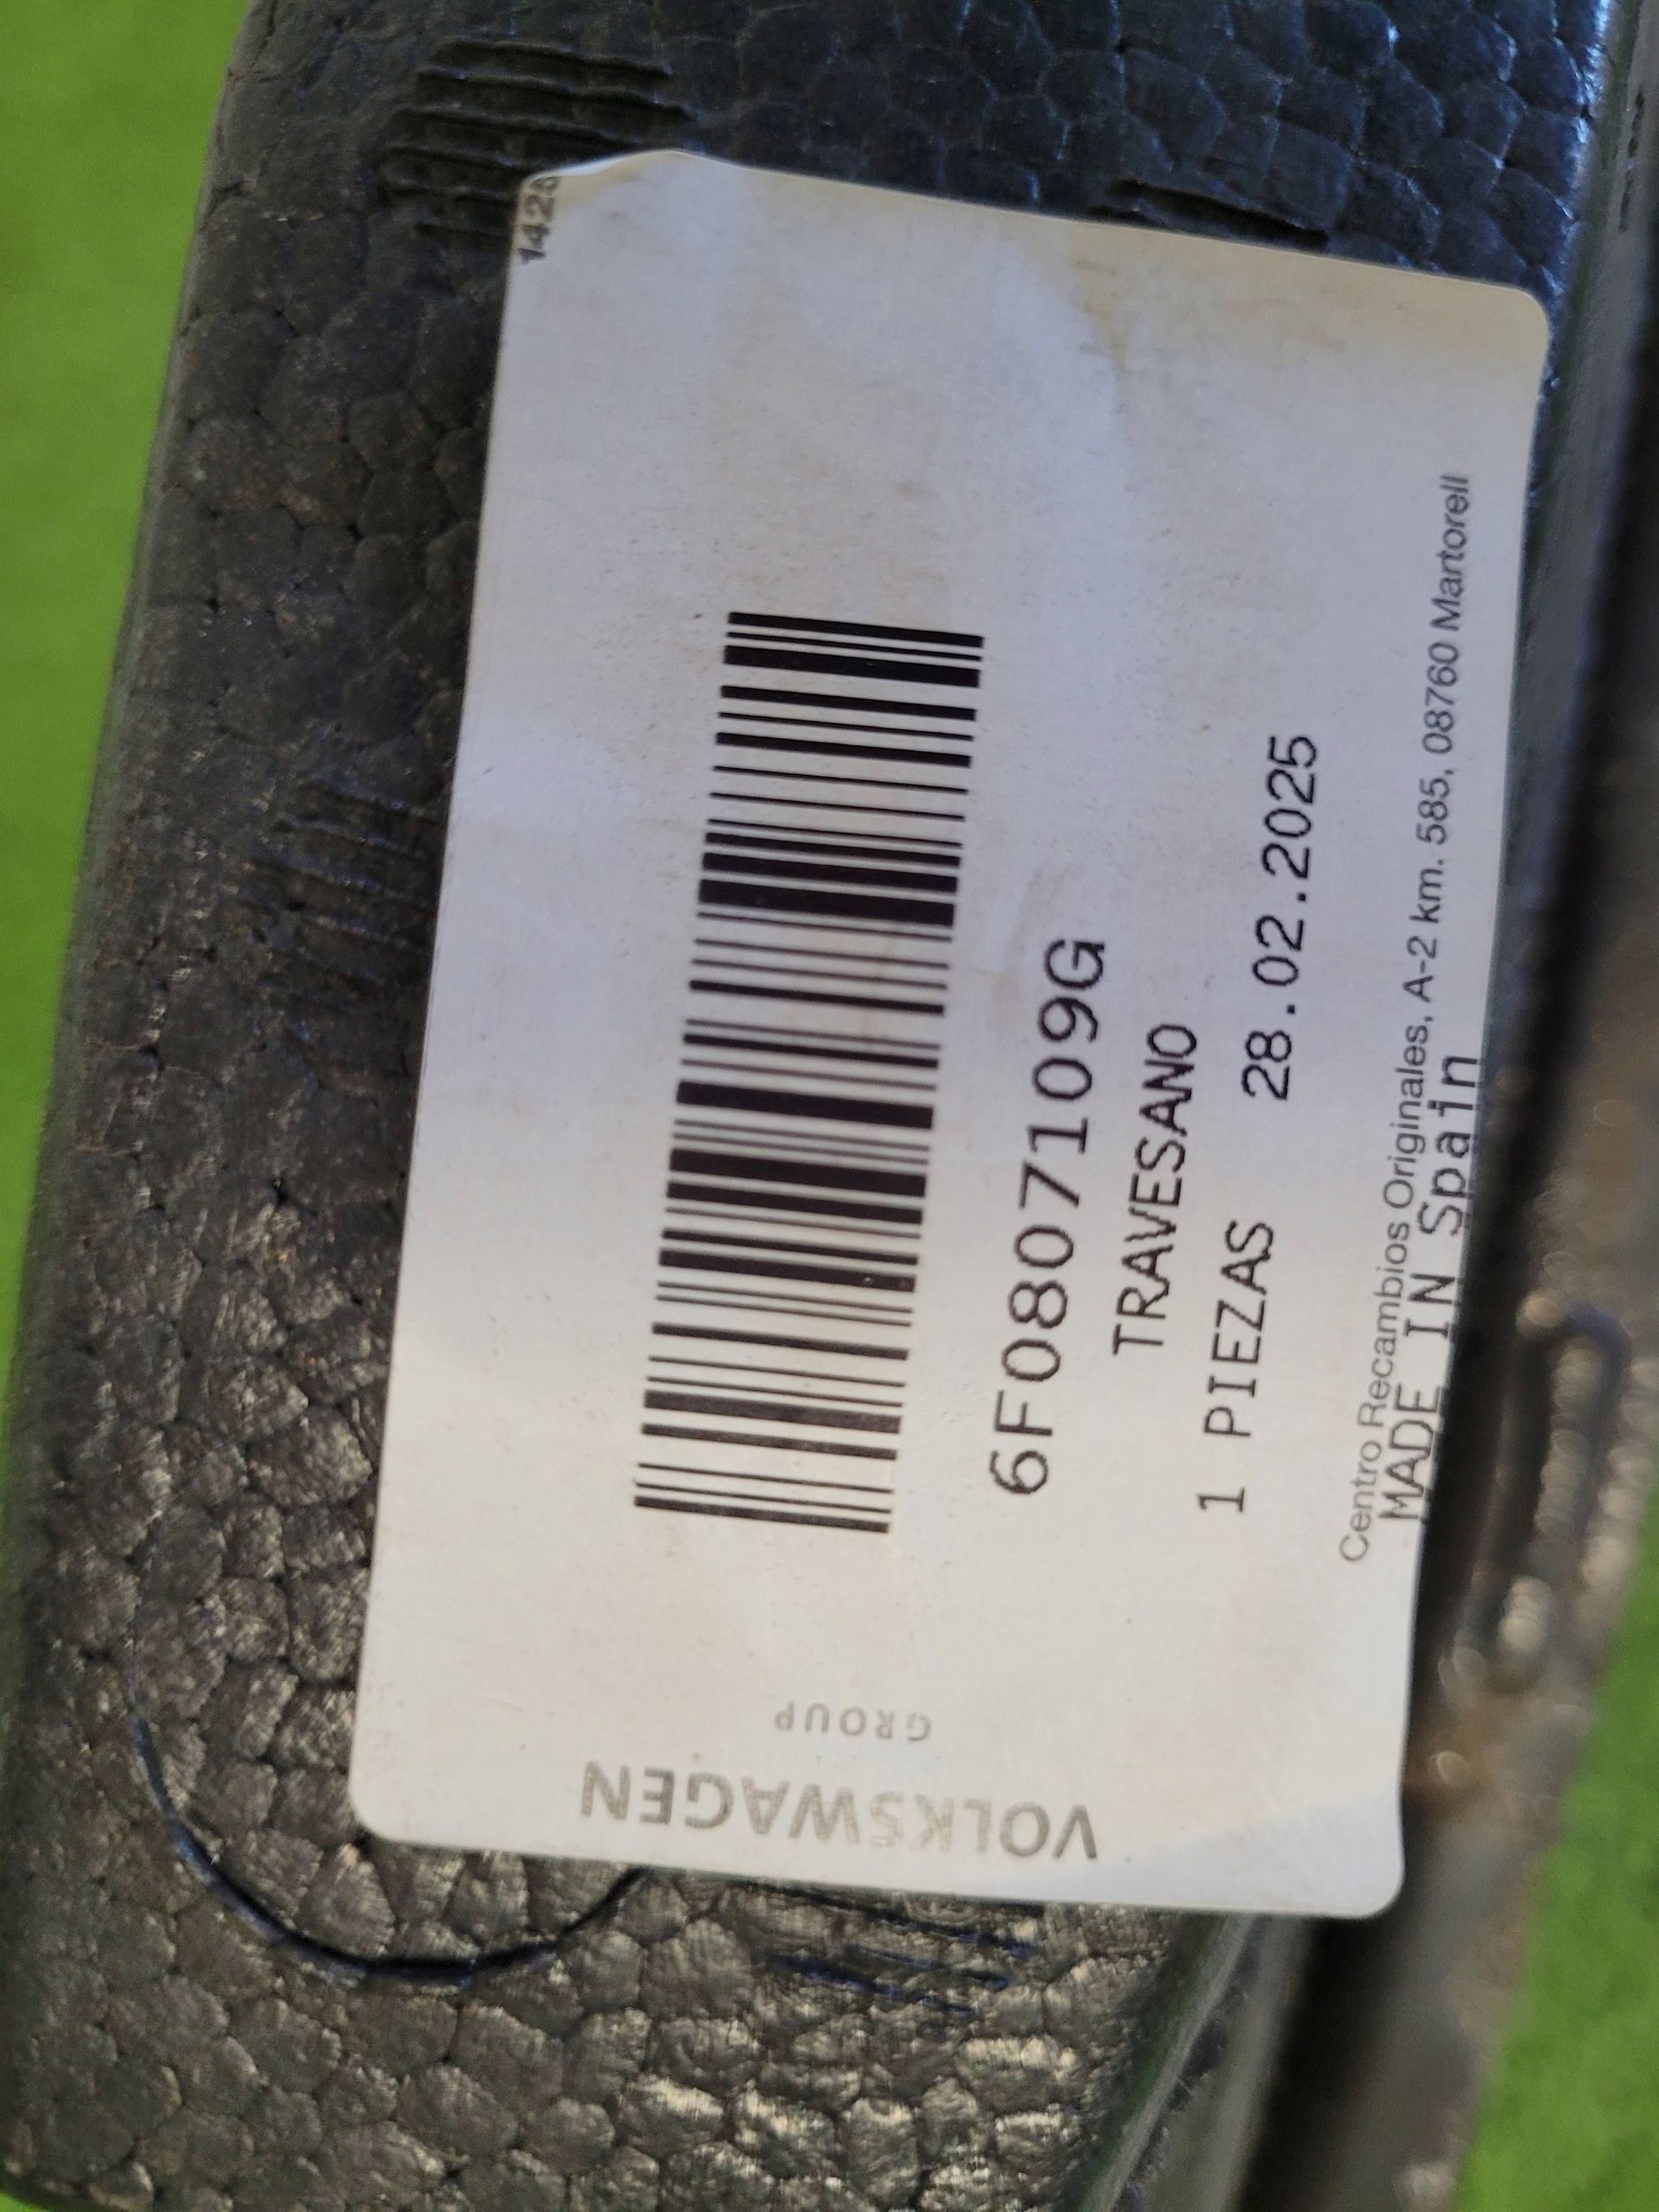 VOLKSWAGEN
GROUP
6F0807109G
TRAVESANO
1 PIEZAS 28.02.2025
Centro Recambios Originales, A-2 km. 585, 08760 Martorell
MADE IN Spain